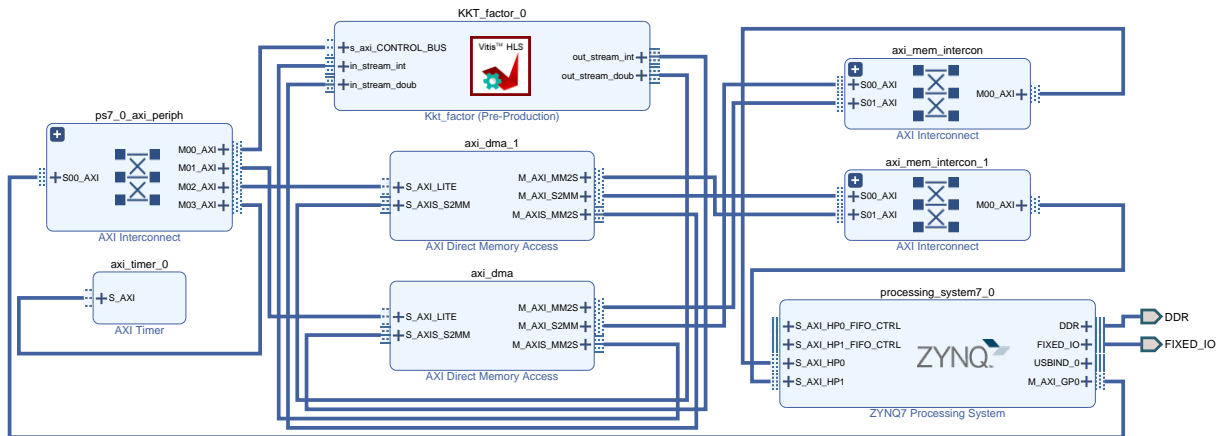 KKT_factor_0
s_axi_CONTROL_BUS
in_stream_int
in_stream_doub
out_stream_int
out_stream_doub
Vitis™ HLS
Kkt_factor (Pre-Production)
axi_mem_intercon
S00_AXI
S01_AXI
M00_AXI
AXI Interconnect
ps7_0_axi_periph
S00_AXI
M00_AXI
M01_AXI
M02_AXI
M03_AXI
AXI Interconnect
axi_dma_1
S_AXI_LITE
S_AXIS_S2MM
M_AXI_MM2S
M_AXI_S2MM
M_AXIS_MM2S
AXI Direct Memory Access
axi_mem_intercon_1
S00_AXI
S01_AXI
M00_AXI
AXI Interconnect
axi_timer_0
S_AXI
AXI Timer
axi_dma
S_AXI_LITE
S_AXIS_S2MM
M_AXI_MM2S
M_AXI_S2MM
M_AXIS_MM2S
AXI Direct Memory Access
processing_system7_0
S_AXI_HP0_FIFO_CTRL
S_AXI_HP1_FIFO_CTRL
S_AXI_HP0
S_AXI_HP1
ZYNQ
DDR
FIXED_IO
USBIND_0
M_AXI_GP0
ZYNQ7 Processing System
DDR
FIXED_IO